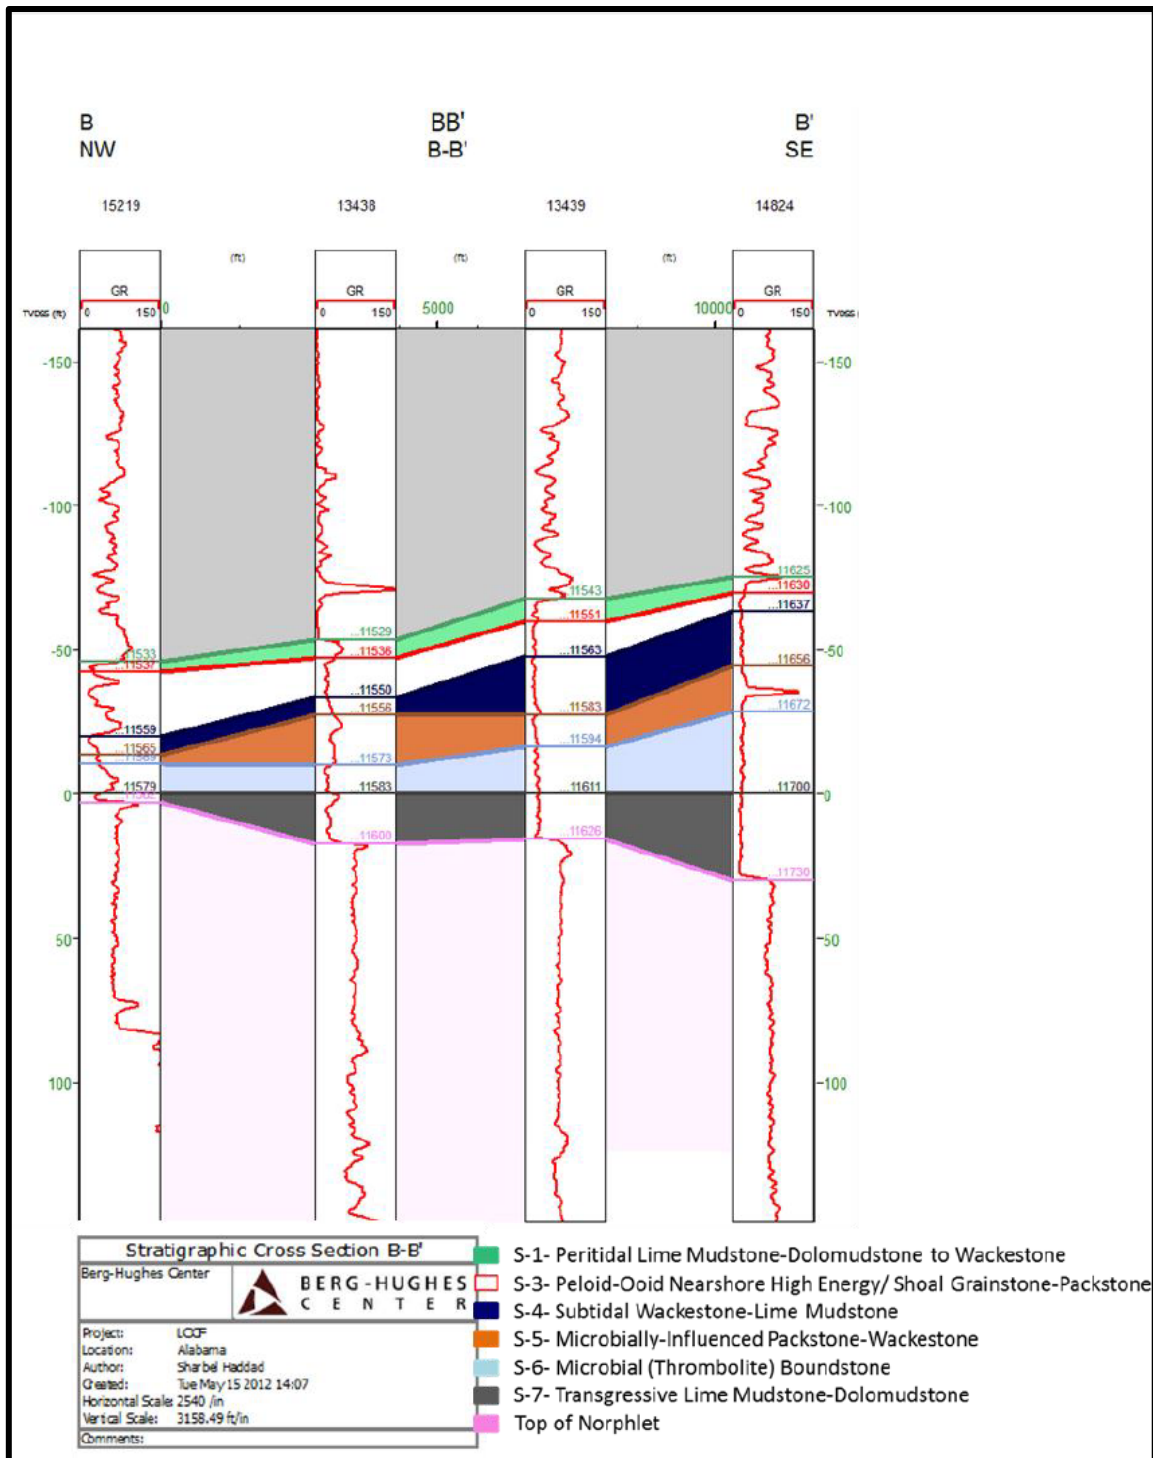 B BB' B'
NW B-B' SE
15219 13438 13439 14824
(ft) (ft) (ft)
GR GR GR GR
TVDSS (ft) 0 150 0 0 150 5000 0 150 10000 0 150 TVDSS (
-150 -150
-100 -100
...11625
...11543 ...11630
...11551 ...11637
...11529
...11533 ...11536 ...11563 -50 -50
...11537 ...11656
...11550
...11559 ...11556 ...11583 ...11672
...11565
...11569 ...11573 ...11594
0 11579 11583 11611 ...11700 0
...11600 ...11626
...11730
50 50
100 100
Stratigraphic Cross Section B-B'
Berg-Hughes Center
BERG-HUGHES
CENTER
Project: LCCF
Location: Alabama
Author: Sharbel Haddad
Created: Tue May 15 2012 14:07
Horizontal Scale: 2540 /in
Vertical Scale: 3158.49 ft/in
Comments:
S-1- Peritidal Lime Mudstone-Dolomudstone to Wackestone
S-3- Peloid-Ooid Nearshore High Energy/ Shoal Grainstone-Packstone
S-4- Subtidal Wackestone-Lime Mudstone
S-5- Microbially-Influenced Packstone-Wackestone
S-6- Microbial (Thrombolite) Boundstone
S-7- Transgressive Lime Mudstone-Dolomudstone
Top of Norphlet